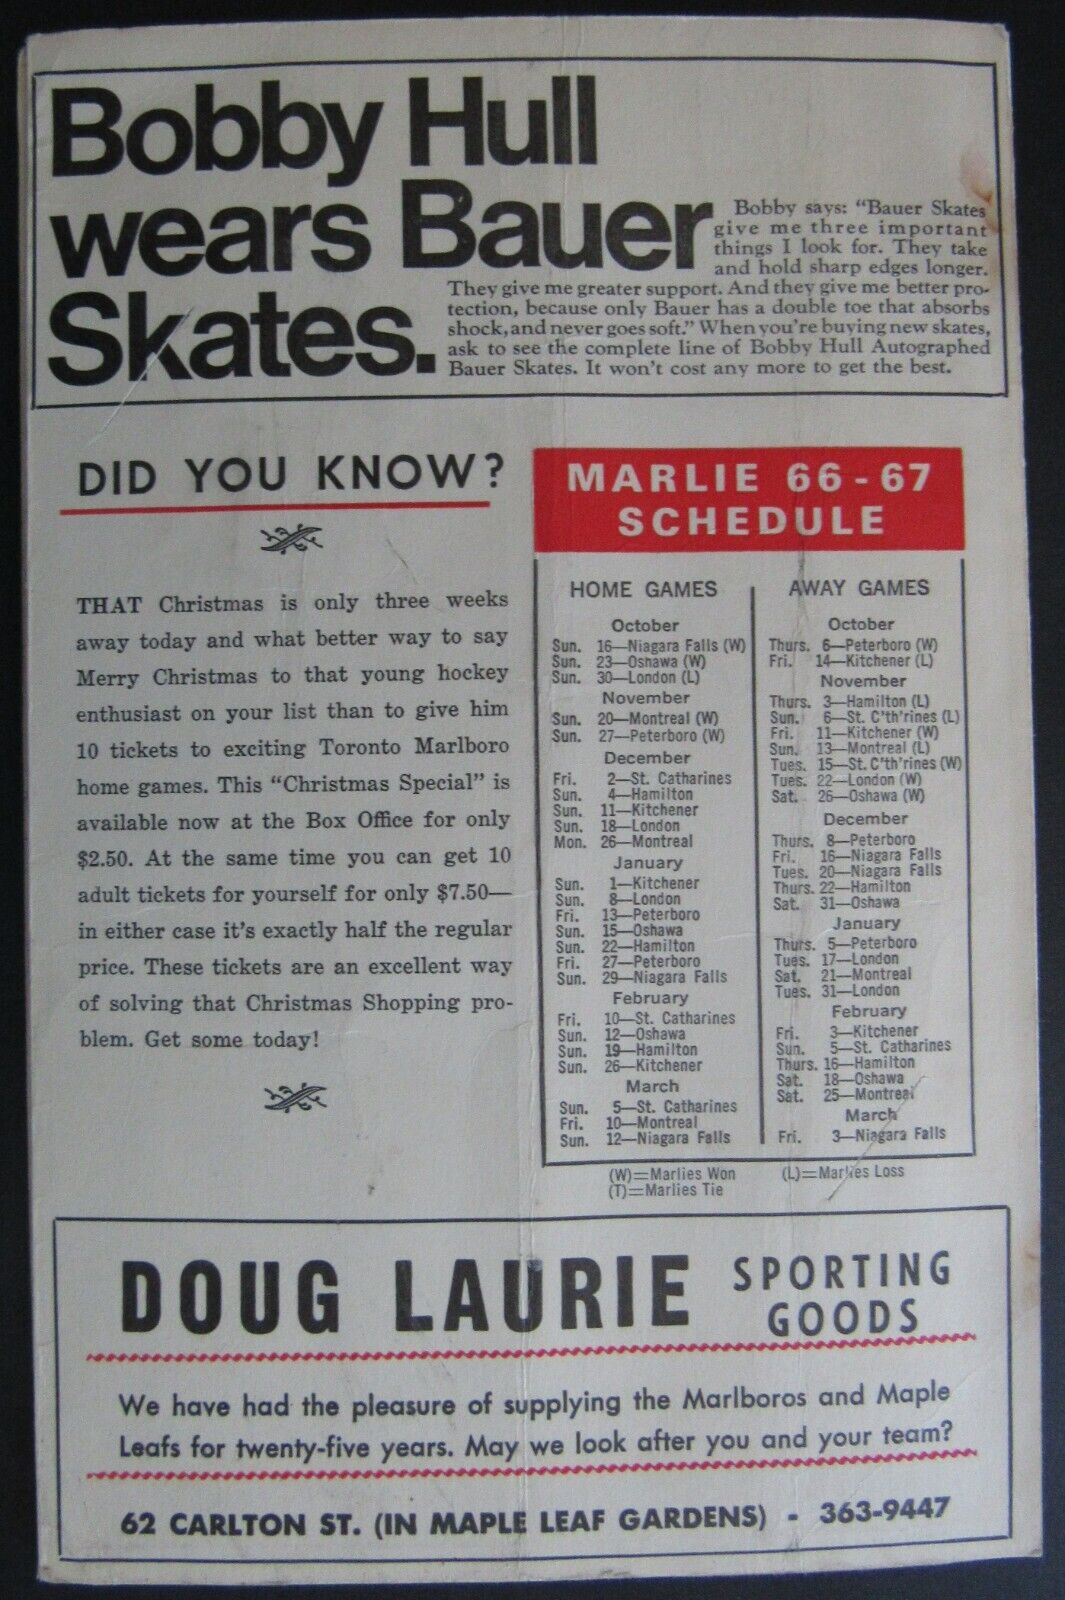 Bobby Hull
wears Bauer
Skates.
Bobby says: "Bauer Skates
give me three important
things I look for. They take
and hold sharp edges longer.
They give me greater support. And they give me better pro-
tection, because only Bauer has a double toe that absorbs
shock, and never goes soft." When you're buying new skates,
ask to see the complete line of Bobby Hull Autographed
Bauer Skates. It won't cost any more to get the best.
DID YOU KNOW?
THAT Christmas is only three weeks
away today and what better way to say
Merry Christmas to that young hockey
enthusiast on your list than to give him
10 tickets to exciting Toronto Marlboro
home games. This "Christmas Special" is
available now at the Box Office for only
$2.50. At the same time you can get 10
adult tickets for yourself for only $7.50—
in either case it's exactly half the regular
price. These tickets are an excellent way
of solving that Christmas Shopping pro-
blem. Get some today!
MARLIE 66-67
SCHEDULE
HOME GAMES
October
Sun. 16—Niagara Falls (W)
Sun. 23—Oshawa (W)
Sun. 30—London (L)
November
Sun. 20—Montreal (W)
Sun. 27—Peterboro (W)
December
Fri. 2—St. Catharines
Sun. 4—Hamilton
Sun. 11—Kitchener
Sun. 18—London
Mon. 26—Montreal
January
Sun. 1—Kitchener
Sun. 8—London
Fri. 13—Peterboro
Sun. 15—Oshawa
Sun. 22—Hamilton
Fri. 27—Peterboro
Sun. 29—Niagara Falls
February
Fri. 10—St. Catharines
Sun. 12—Oshawa
Sun. 19—Hamilton
Sun. 26—Kitchener
March
Sun. 5—St. Catharines
Fri. 10—Montreal
Sun. 12—Niagara Falls
AWAY GAMES
October
Thurs. 6—Peterboro (W)
Fri. 14—Kitchener (L)
November
Thurs. 3—Hamilton (L)
Sun. 6—St. C'th'rines (L)
Fri. 11—Kitchener (W)
Sun. 13—Montreal (L)
Tues. 15—St. C'th'rines (W)
Tues. 22—London (W)
Sat. 26—Oshawa (W)
December
Thurs. 8—Peterboro
Fri. 16—Niagara Falls
Tues. 20—Niagara Falls
Thurs. 22—Hamilton
Sat. 31—Oshawa
January
Thurs. 5—Peterboro
Tues. 17—London
Sat. 21—Montreal
Tues. 31—London
February
Fri. 3—Kitchener
Sun. 5—St. Catharines
Thurs. 16—Hamilton
Sat. 18—Oshawa
Sat. 25—Montreal
March
Fri. 3—Niagara Falls
(W)=Marlies Won (L)=Marlies Loss
(T)=Marlies Tie
DOUG LAURIE SPORTING
GOODS
We have had the pleasure of supplying the Marlboros and Maple
Leafs for twenty-five years. May we look after you and your team?
62 CARLTON ST. (IN MAPLE LEAF GARDENS) - 363-9447